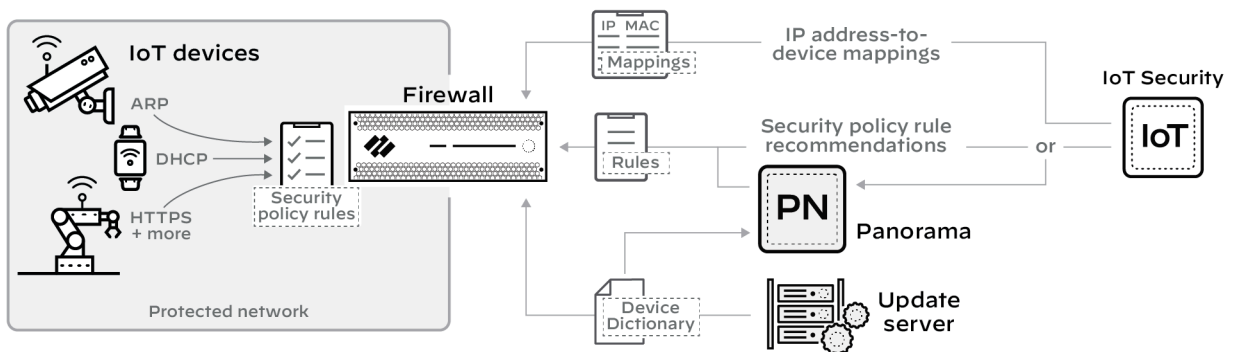 IoT devices
ARP
DHCP
HTTPS
+ more
Security
policy rules
Protected network
Firewall
IP MAC
Mappings
IP address-to-
device mappings
IoT Security
IoT
Rules
Security policy rule
recommendations
or
PN
Panorama
Device
Dictionary
Update
server